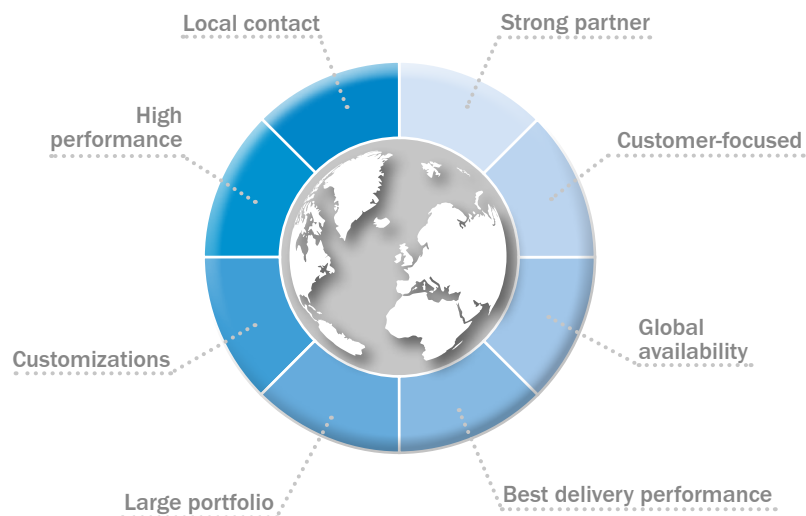 Local contact
Strong partner
High
performance
Customer-focused
Global
availability
Customizations
Best delivery performance
Large portfolio